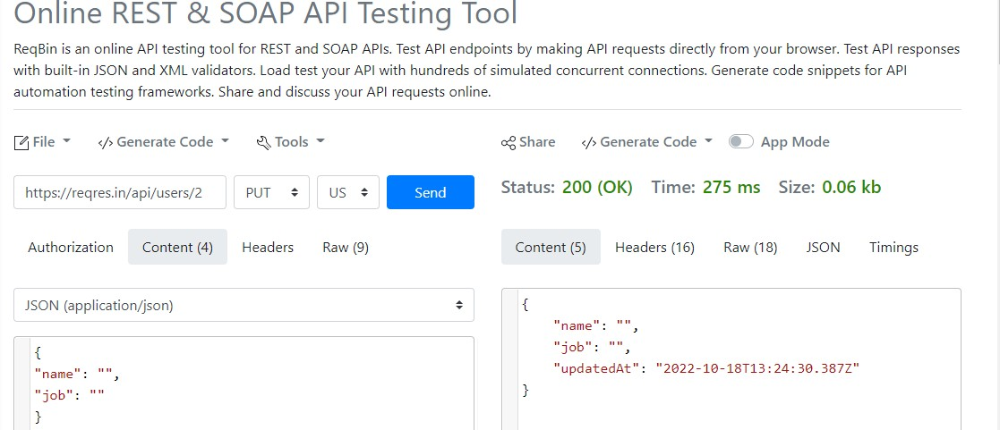 Online REST & SOAP API Testing Tool
ReqBin is an online API testing tool for REST and SOAP APIs. Test API endpoints by making API requests directly from your browser. Test API responses
with built-in JSON and XML validators. Load test your API with hundreds of simulated concurrent connections. Generate code snippets for API
automation testing frameworks. Share and discuss your API requests online.
File </> Generate Code Tools
https://reqres.in/api/users/2 PUT US Send
Authorization Content (4) Headers Raw (9)
JSON (application/json)
{
"name": "",
"job": ""
}
Share </> Generate Code App Mode
Status: 200 (OK) Time: 275 ms Size: 0.06 kb
Content (5) Headers (16) Raw (18) JSON Timings
{
    "name": "",
    "job": "",
    "updatedAt": "2022-10-18T13:24:30.387Z"
}